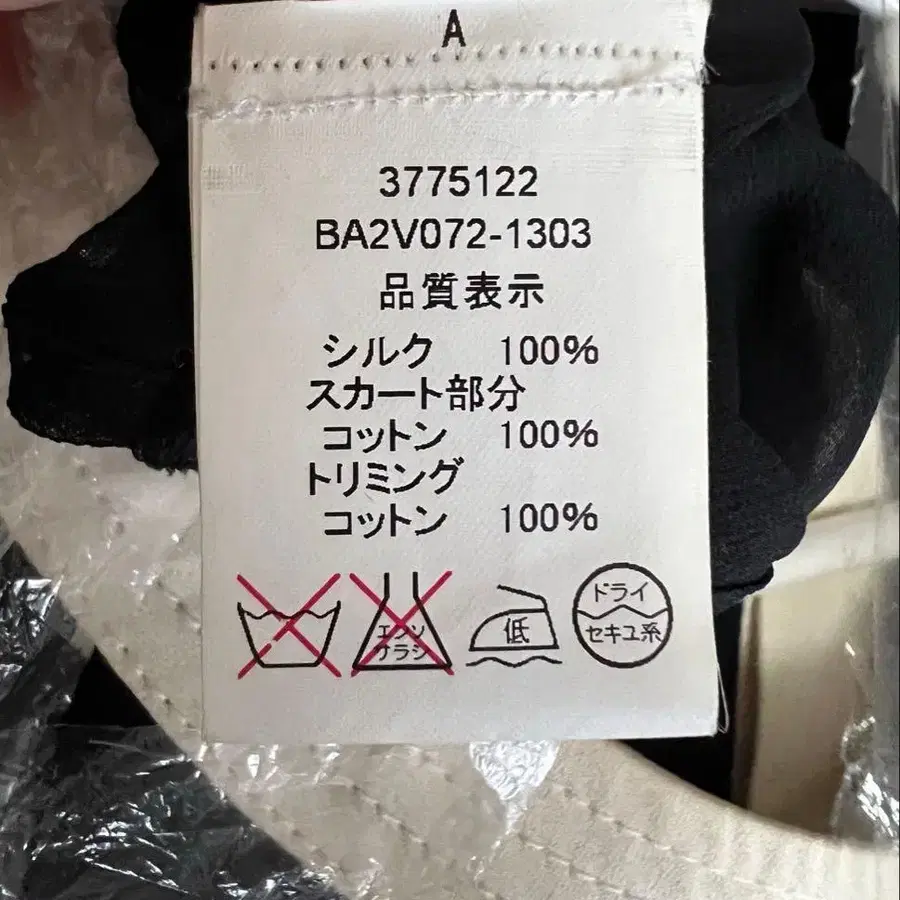 A
3775122
BA2V072-1303
品質表示
シルク 100%
スカート部分
コットン 100%
トリミング
コットン 100%
エンソ
サラシ
低
ドライ
セキユ系